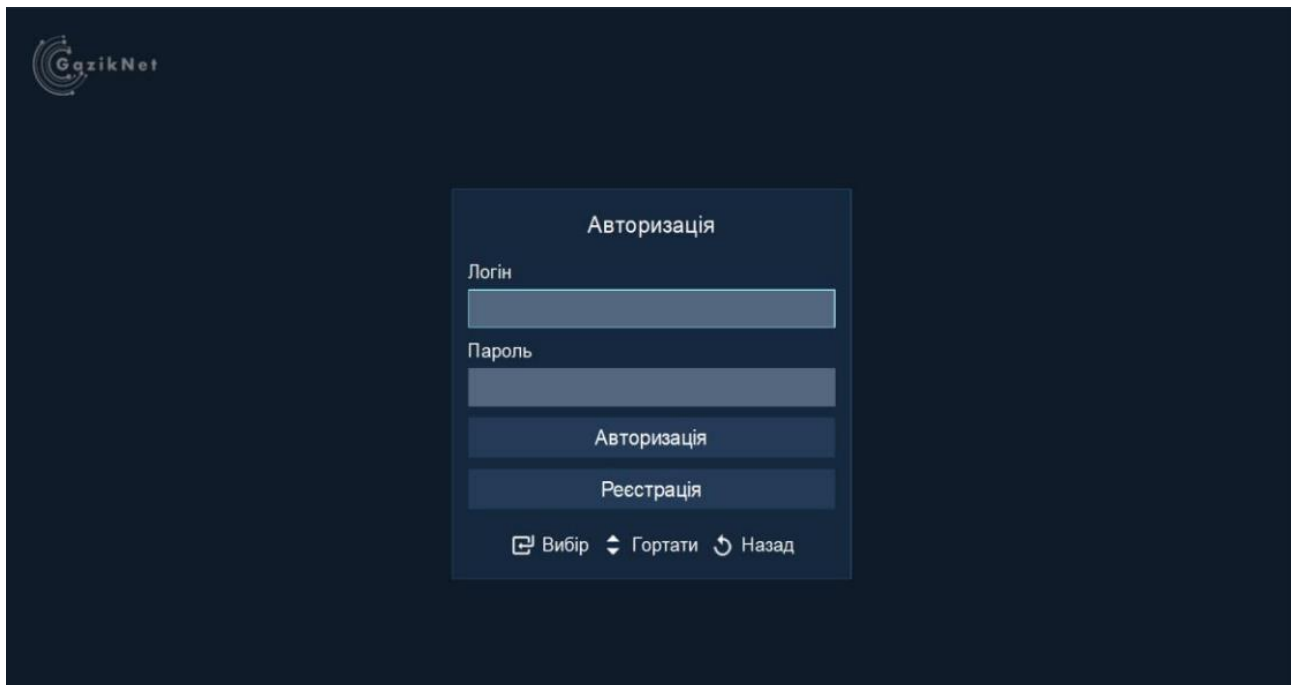 GazikNet
Авторизація
Логін
Пароль
Авторизація
Реєстрація
Вибір Гортати Назад